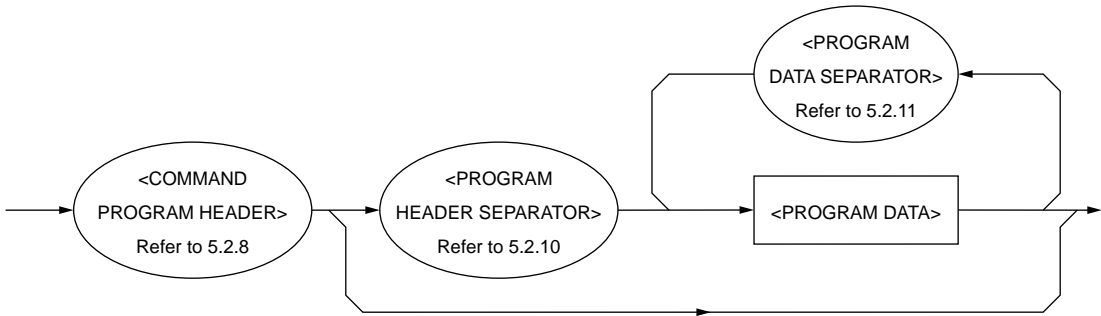 <PROGRAM
DATA SEPARATOR>
Refer to 5.2.11
<COMMAND
PROGRAM HEADER>
Refer to 5.2.8
<PROGRAM
HEADER SEPARATOR>
Refer to 5.2.10
<PROGRAM DATA>